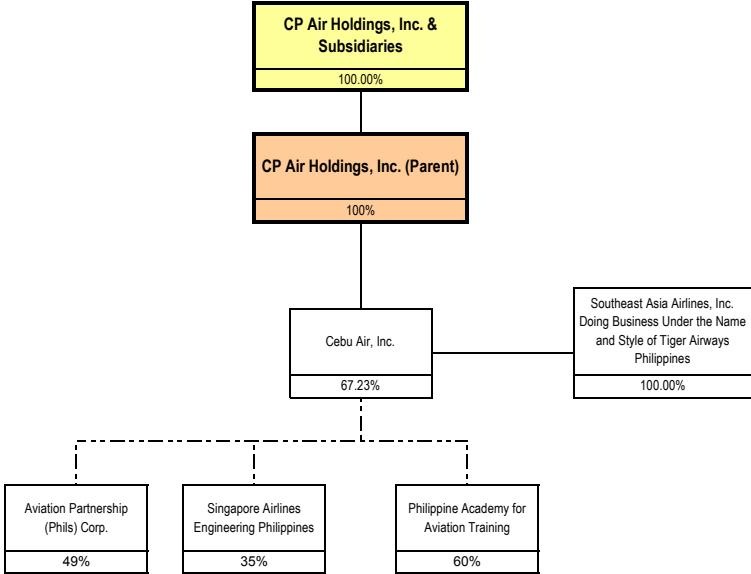 CP Air Holdings, Inc. &
Subsidiaries
100.00%
CP Air Holdings, Inc. (Parent)
100%
Cebu Air, Inc.
67.23%
Southeast Asia Airlines, Inc.
Doing Business Under the Name
and Style of Tiger Airways
Philippines
100.00%
Aviation Partnership
(Phils) Corp.
49%
Singapore Airlines
Engineering Philippines
35%
Philippine Academy for
Aviation Training
60%